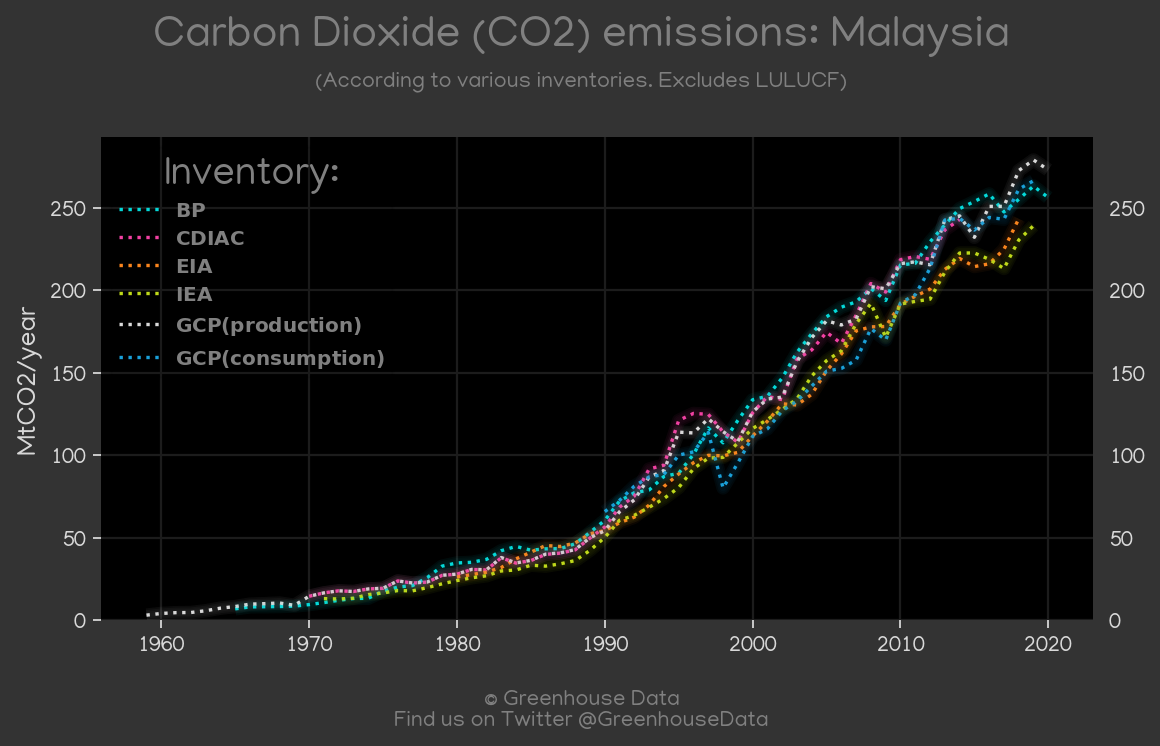 Carbon Dioxide (CO2) emissions: Malaysia
(According to various inventories. Excludes LULUCF)
Inventory:
BP
CDIAC
EIA
IEA
GCP(production)
GCP(consumption)
MtCO2/year
250
200
150
100
50
0
250
200
150
100
50
0
1960 1970 1980 1990 2000 2010 2020
© Greenhouse Data
Find us on Twitter @GreenhouseData